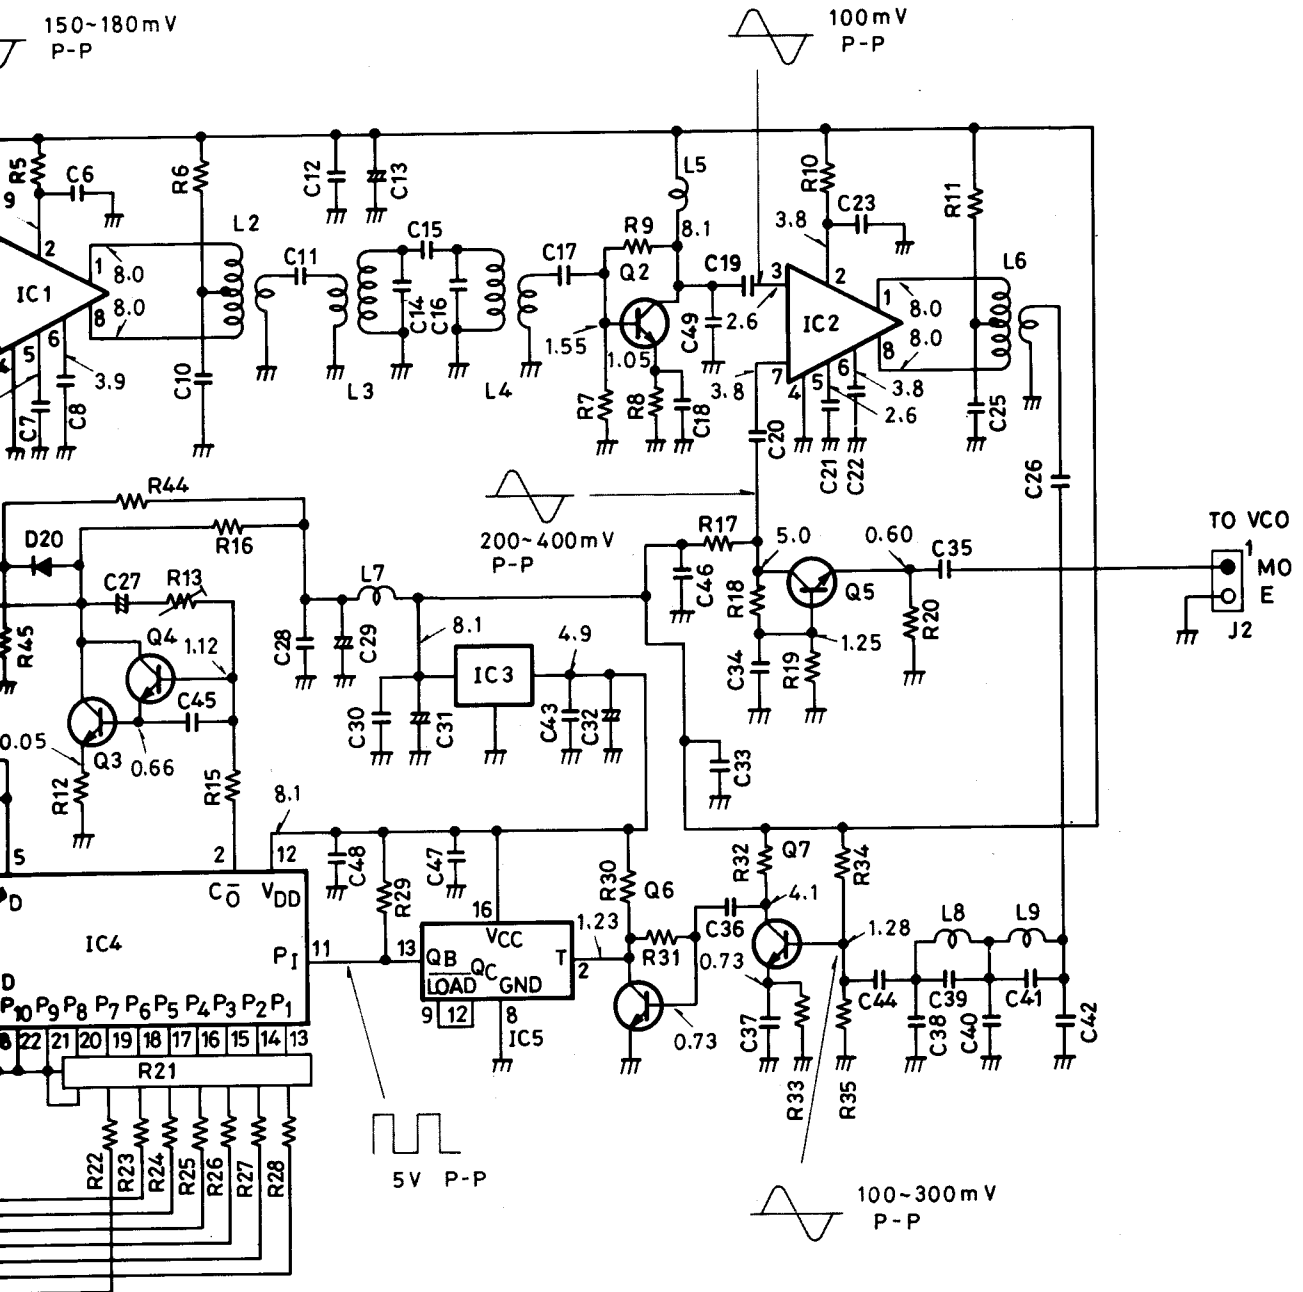 150~180mV
P-P
100mV
P-P
R5
C6
9
2
IC1
1
8.0
8.0
8
5
6
3.9
C7
C8
R6
L2
C10
C11
C12
C13
L3
C15
C14
C16
L4
C17
R9
Q2
L5
8.1
1.55
1.05
R7
R8
C18
C19
C49
2.6
3
R10
C23
3.8
2
IC2
1
8.0
8.0
8
7
3.8
4
5
6
3.8
2.6
C20
C21
C22
R11
L6
C25
C26
R44
D20
R16
C27
R13
R45
Q4
1.12
C45
Q3
0.05
0.66
R12
R15
L7
C28
C29
8.1
4.9
IC3
C30
C31
C43
C32
200~400mV
P-P
R17
C46
5.0
0.60
R18
Q5
C35
R20
1.25
C34
R19
C33
TO VCO
1
MO
E
J2
5
2
12
8.1
CO
VDD
D
IC4
PI
11
C48
R29
C47
16
13
QB
VCC
QC
T
LOAD
GND
2
9
12
8
IC5
R30
Q6
1.23
R31
0.73
C36
R32
Q7
4.1
R34
1.28
0.73
C37
R33
R35
C44
L8
L9
C39
C41
C38
C40
C42
D
P10 P9 P8 P7 P6 P5 P4 P3 P2 P1
22 21 20 19 18 17 16 15 14 13
R21
R22
R23
R24
R25
R26
R27
R28
5V P-P
100~300mV
P-P